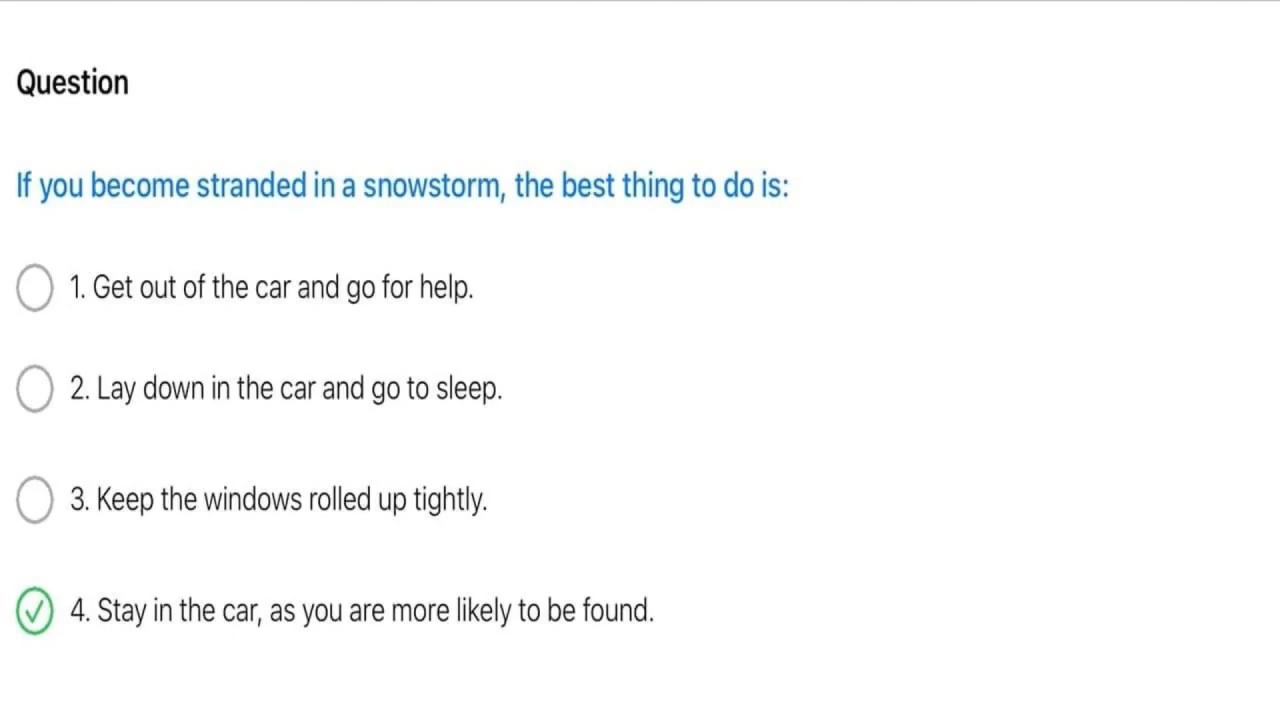 Question
If you become stranded in a snowstorm, the best thing to do is:
1. Get out of the car and go for help.
2. Lay down in the car and go to sleep.
3. Keep the windows rolled up tightly.
4. Stay in the car, as you are more likely to be found.